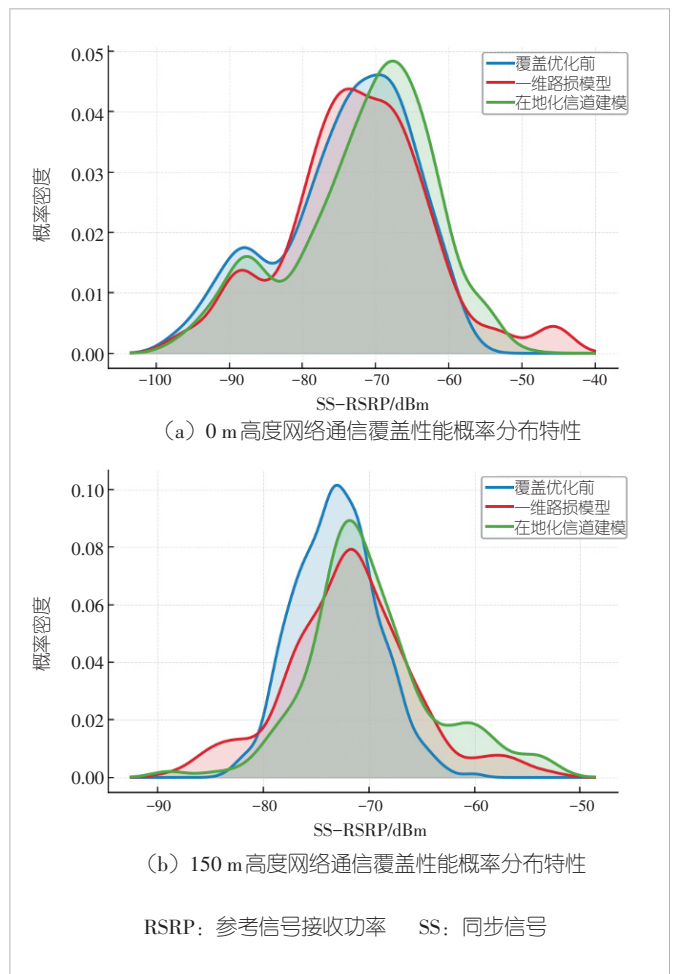 0.05
0.04
0.03
0.02
0.01
0.00
概率密度
覆盖优化前
一维路损模型
在地化信道建模
−100 −90 −80 −70 −60 −50 −40
SS−RSRP/dBm
（a）0 m高度网络通信覆盖性能概率分布特性
0.10
0.08
0.06
0.04
0.02
0.00
概率密度
覆盖优化前
一维路损模型
在地化信道建模
−90 −80 −70 −60 −50
SS−RSRP/dBm
（b）150 m高度网络通信覆盖性能概率分布特性
RSRP：参考信号接收功率 SS：同步信号